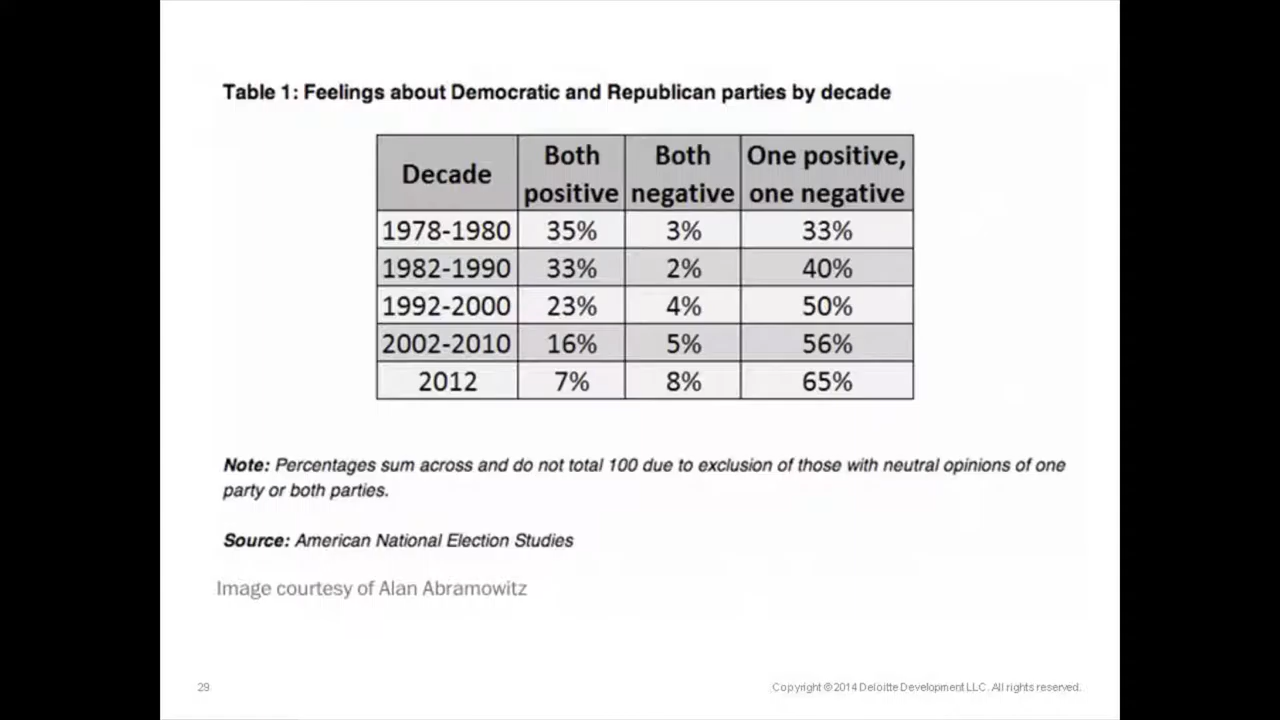 Table 1: Feelings about Democratic and Republican parties by decade
Decade Both positive Both negative One positive, one negative
1978-1980 35% 3% 33%
1982-1990 33% 2% 40%
1992-2000 23% 4% 50%
2002-2010 16% 5% 56%
2012 7% 8% 65%
Note: Percentages sum across and do not total 100 due to exclusion of those with neutral opinions of one
party or both parties.
Source: American National Election Studies
Image courtesy of Alan Abramowitz
29 Copyright © 2014 Deloitte Development LLC. All rights reserved.